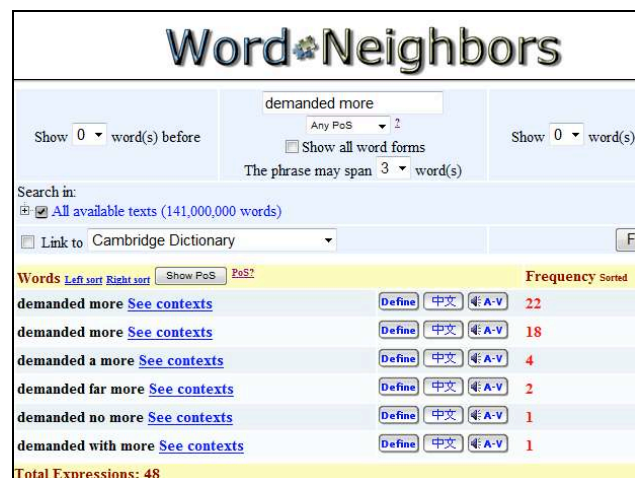 Word Neighbors
demanded more
Any PoS ?
Show 0 word(s) before
Show all word forms
Show 0 word(s)
The phrase may span 3 word(s)
Search in:
All available texts (141,000,000 words)
Link to Cambridge Dictionary F
Words Left sort Right sort Show PoS PoS? Frequency Sorted
demanded more See contexts Define 中文 A-V 22
demanded more See contexts Define 中文 A-V 18
demanded a more See contexts Define 中文 A-V 4
demanded far more See contexts Define 中文 A-V 2
demanded no more See contexts Define 中文 A-V 1
demanded with more See contexts Define 中文 A-V 1
Total Expressions: 48